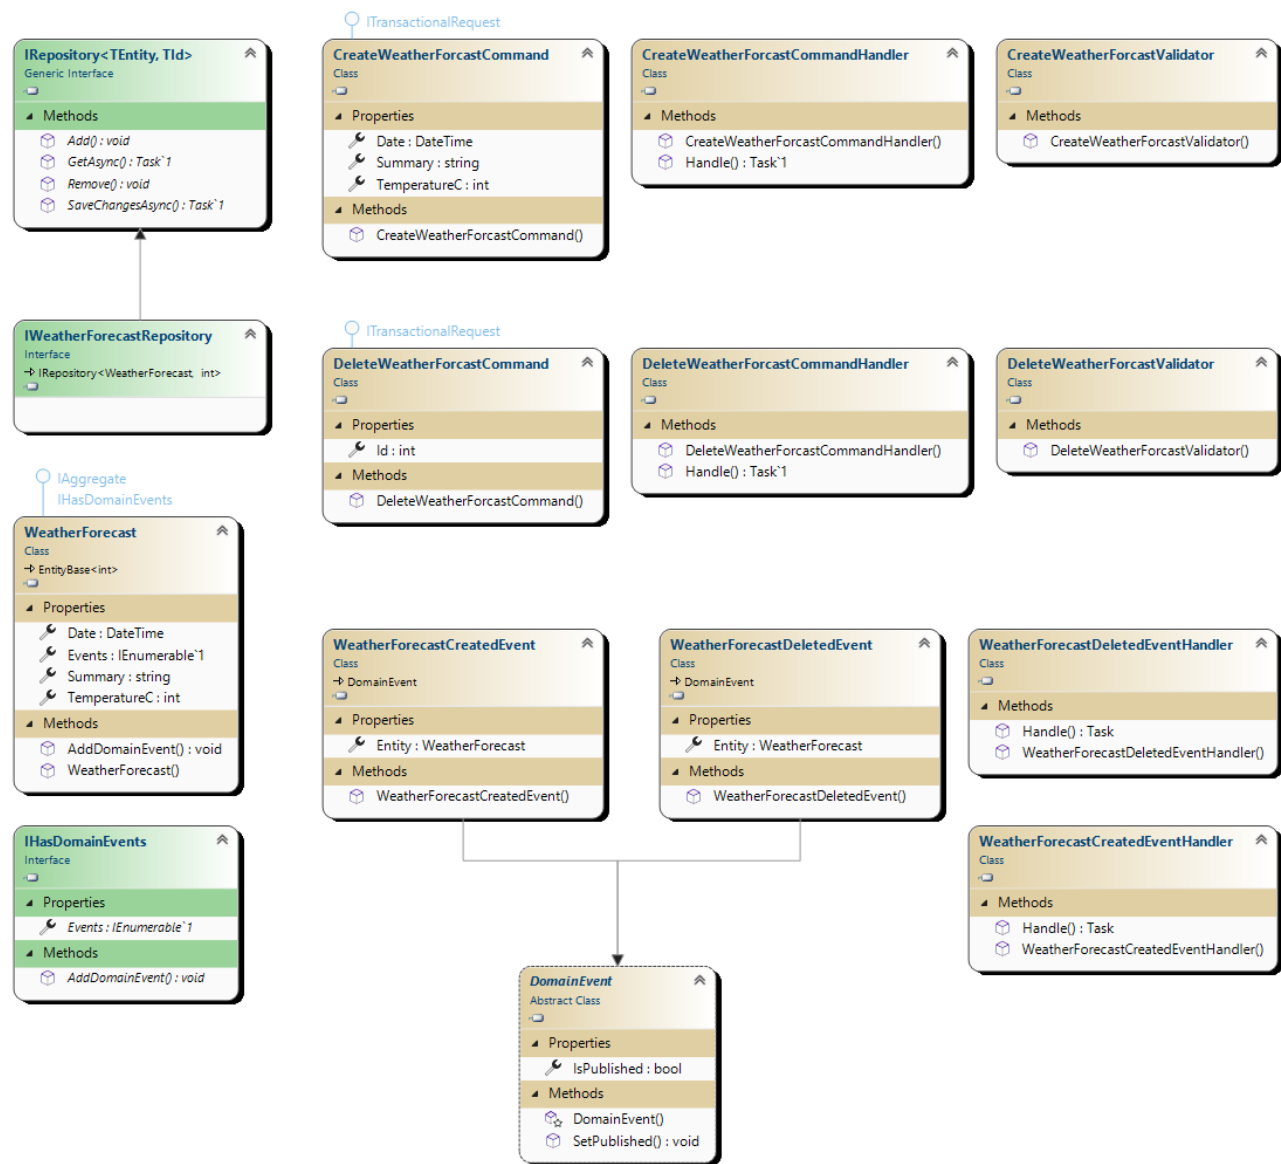 IRepository<TEntity, TId>
Generic Interface
Methods
Add() : void
GetAsync() : Task`1
Remove() : void
SaveChangesAsync() : Task`1
ITransactionalRequest
CreateWeatherForcastCommand
Class
Properties
Date : DateTime
Summary : string
TemperatureC : int
Methods
CreateWeatherForcastCommand()
CreateWeatherForcastCommandHandler
Class
Methods
CreateWeatherForcastCommandHandler()
Handle() : Task`1
CreateWeatherForcastValidator
Class
Methods
CreateWeatherForcastValidator()
IWeatherForecastRepository
Interface
IRepository<WeatherForecast, int>
ITransactionalRequest
DeleteWeatherForcastCommand
Class
Properties
Id : int
Methods
DeleteWeatherForcastCommand()
DeleteWeatherForcastCommandHandler
Class
Methods
DeleteWeatherForcastCommandHandler()
Handle() : Task`1
DeleteWeatherForcastValidator
Class
Methods
DeleteWeatherForcastValidator()
IAggregate
IHasDomainEvents
WeatherForecast
Class
EntityBase<int>
Properties
Date : DateTime
Events : IEnumerable`1
Summary : string
TemperatureC : int
Methods
AddDomainEvent() : void
WeatherForecast()
WeatherForecastCreatedEvent
Class
DomainEvent
Properties
Entity : WeatherForecast
Methods
WeatherForecastCreatedEvent()
WeatherForecastDeletedEvent
Class
DomainEvent
Properties
Entity : WeatherForecast
Methods
WeatherForecastDeletedEvent()
WeatherForecastDeletedEventHandler
Class
Methods
Handle() : Task
WeatherForecastDeletedEventHandler()
IHasDomainEvents
Interface
Properties
Events : IEnumerable`1
Methods
AddDomainEvent() : void
WeatherForecastCreatedEventHandler
Class
Methods
Handle() : Task
WeatherForecastCreatedEventHandler()
DomainEvent
Abstract Class
Properties
IsPublished : bool
Methods
DomainEvent()
SetPublished() : void